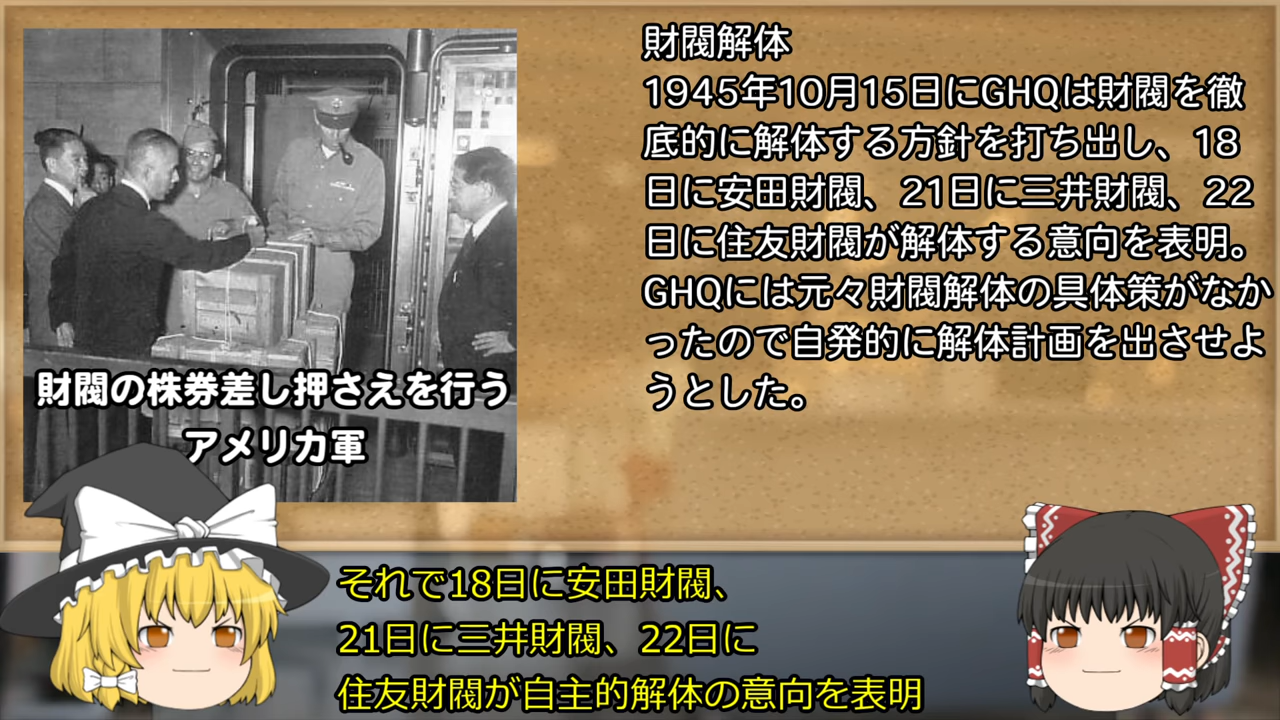 財閥解体
1945年10月15日にGHQは財閥を徹
底的に解体する方針を打ち出し、18
日に安田財閥、21日に三井財閥、22
日に住友財閥が解体する意向を表明。
GHQには元々財閥解体の具体策がなか
ったので自発的に解体計画を出させよ
うとした。
財閥の株券差し押さえを行う
アメリカ軍
それで18日に安田財閥、
21日に三井財閥、22日に
住友財閥が自主的解体の意向を表明